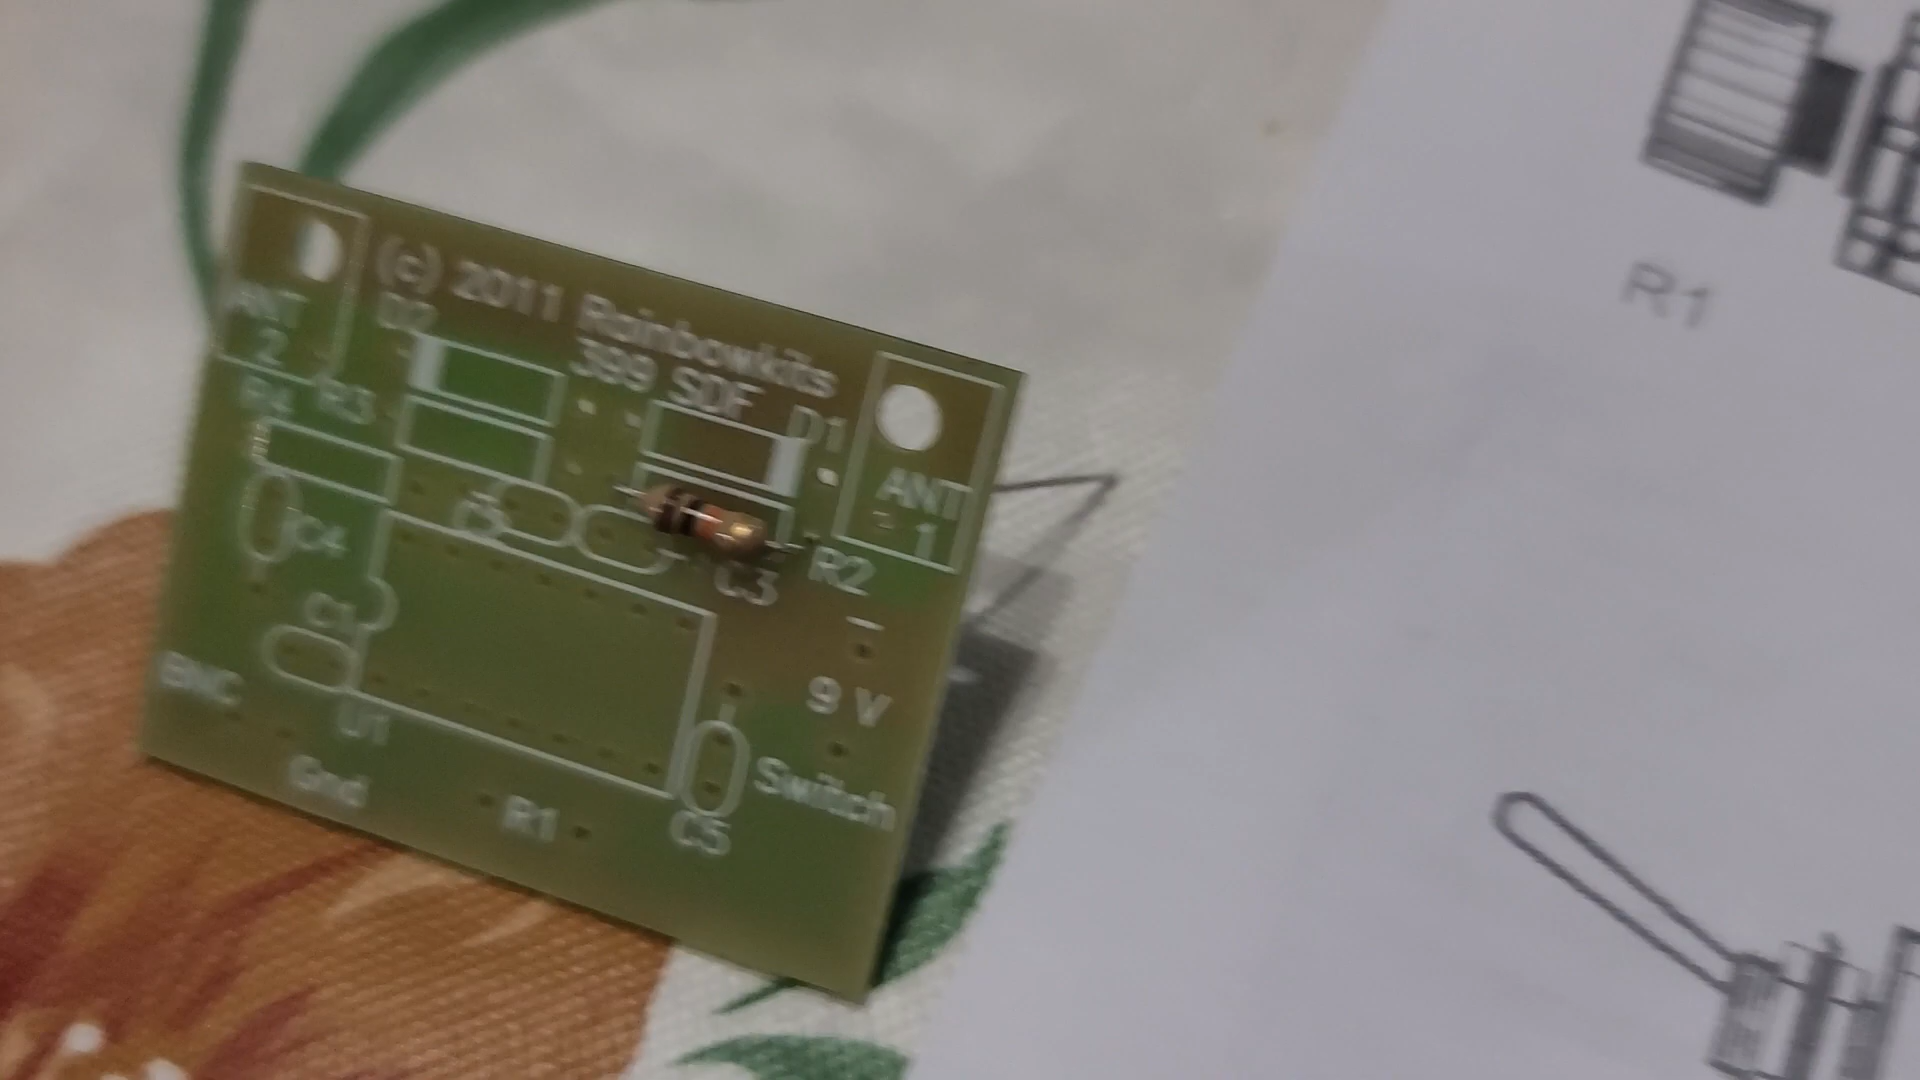 (c) 2011 Rainbowkits
399 SDF
D2
D1
ANT
2
R4
R3
ANT
1
C4
C3
R2
C1
9 V
BNC
U1
Gnd
R1
C5
Switch
R1